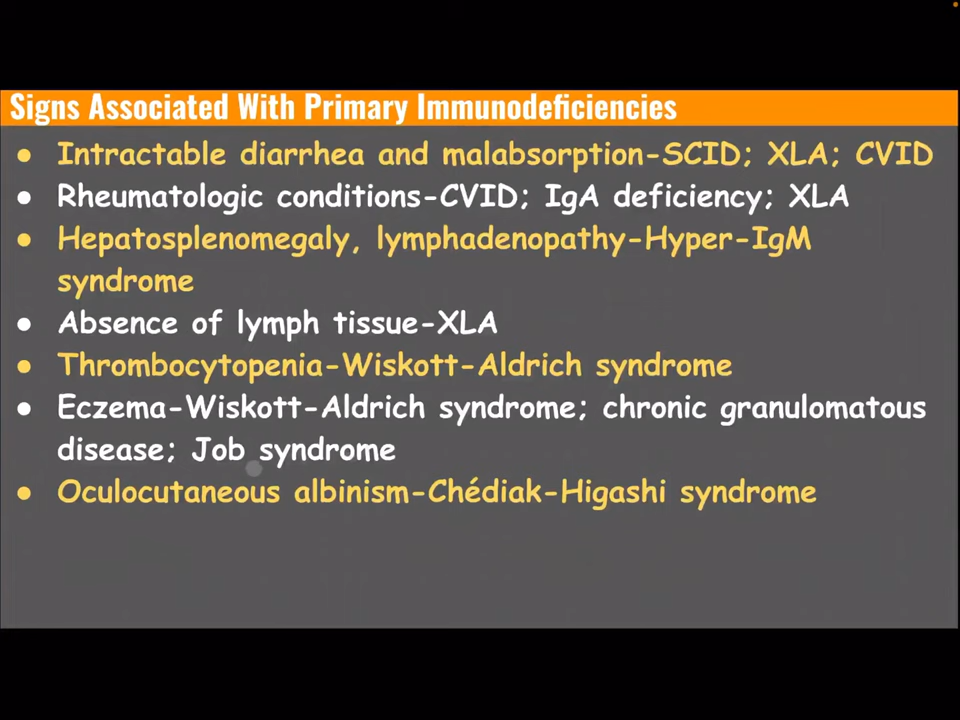 Signs Associated With Primary Immunodeficiencies
● Intractable diarrhea and malabsorption-SCID; XLA; CVID
● Rheumatologic conditions-CVID; IgA deficiency; XLA
● Hepatosplenomegaly, lymphadenopathy-Hyper-IgM
syndrome
● Absence of lymph tissue-XLA
● Thrombocytopenia-Wiskott-Aldrich syndrome
● Eczema-Wiskott-Aldrich syndrome; chronic granulomatous
disease; Job syndrome
● Oculocutaneous albinism-Chédiak-Higashi syndrome